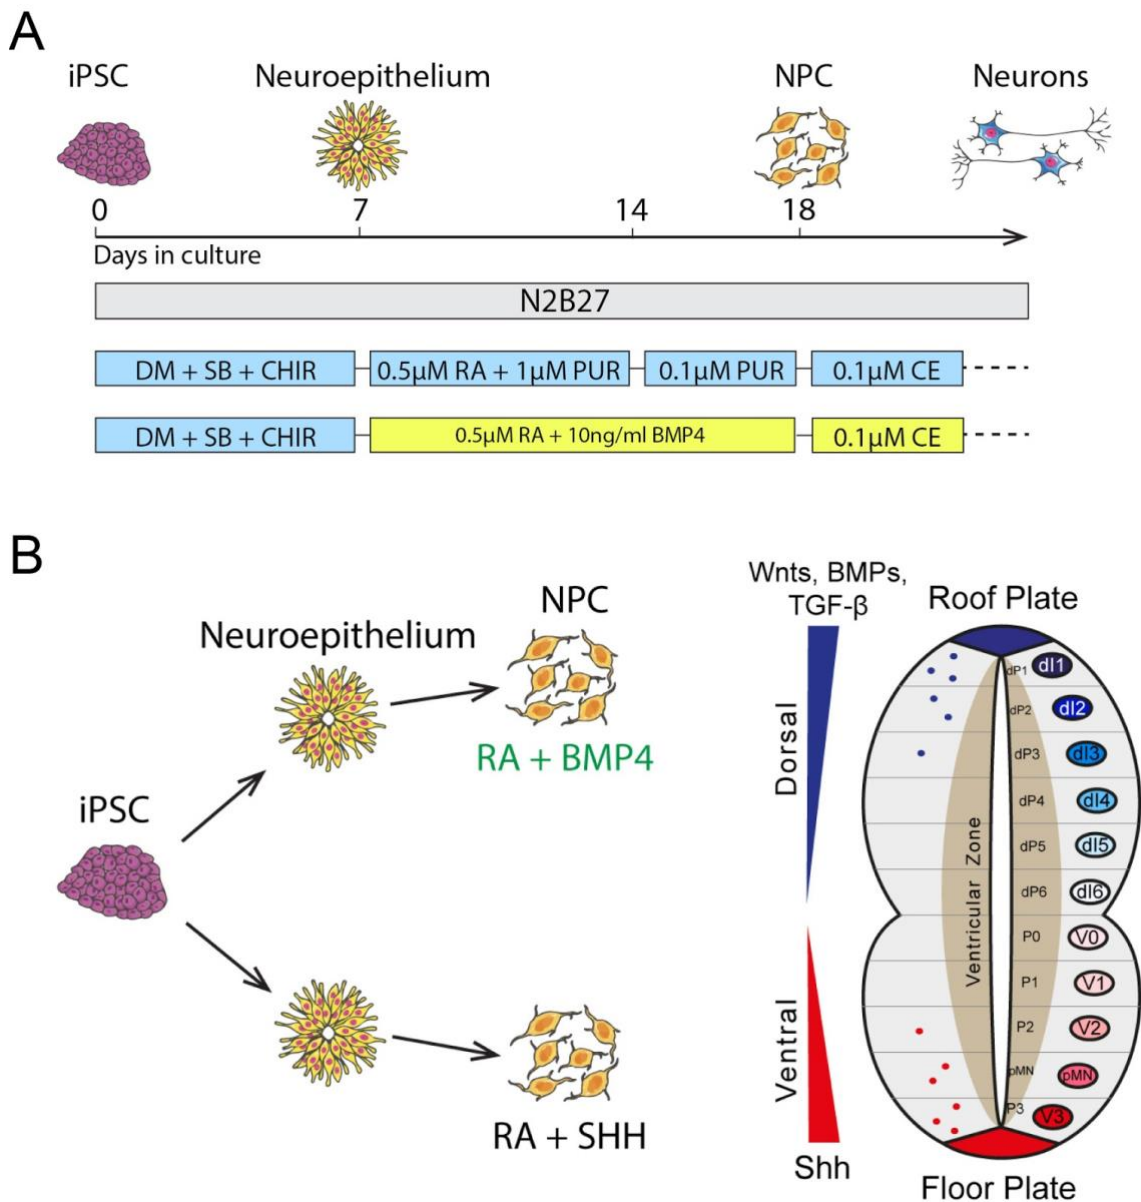 A
iPSC
Neuroepithelium
NPC
Neurons
0
7
14
18
Days in culture
N2B27
DM + SB + CHIR
0.5µM RA + 1µM PUR
0.1µM PUR
0.1µM CE
DM + SB + CHIR
0.5µM RA + 10ng/ml BMP4
0.1µM CE
B
iPSC
Neuroepithelium
NPC
RA + BMP4
RA + SHH
Wnts, BMPs,
TGF-β
Dorsal
Ventral
Shh
Roof Plate
Ventricular Zone
dP1
dI1
dP2
dI2
dP3
dI3
dP4
dI4
dP5
dI5
dP6
dI6
P0
V0
P1
V1
P2
V2
pMN
pMN
P3
V3
Floor Plate